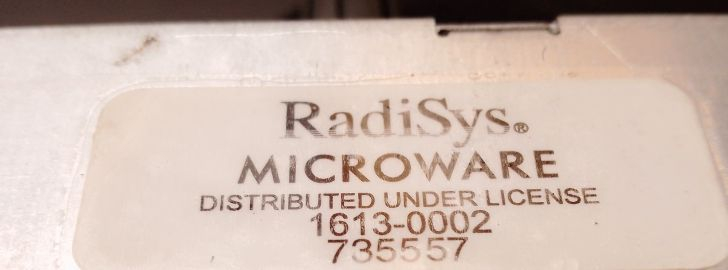 RadiSys®
MICROWARE
DISTRIBUTED UNDER LICENSE
1613-0002
735557